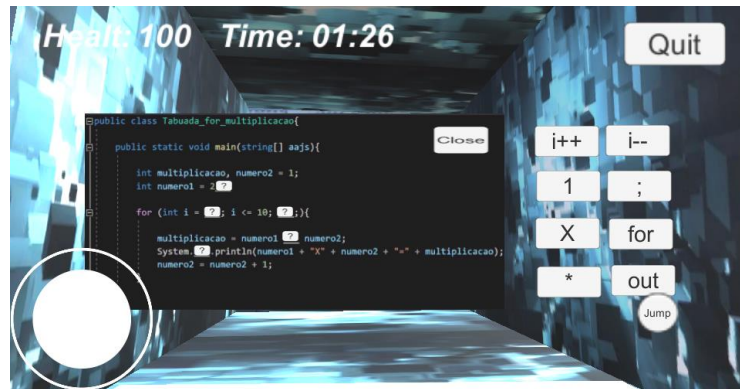 Healt: 100 Time: 01:26
Quit
public class Tabuada_for_multiplicacao{
Close
public static void main(string[] aajs){
int multiplicacao, numero2 = 1;
int numero1 = 2 ?
for (int i = ?; i <= 10; ?;){
multiplicacao = numero1 ? numero2;
System.?.println(numero1 + "X" + numero2 + "=" + multiplicacao);
numero2 = numero2 + 1;
i++ i--
1 ;
X for
* out
Jump